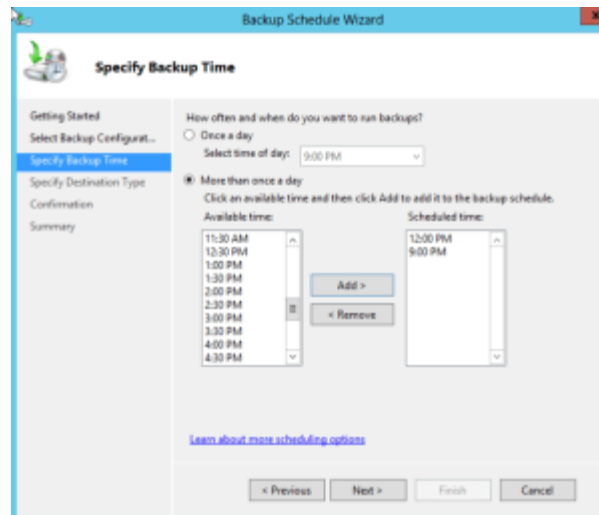 Backup Schedule Wizard
x
Specify Backup Time
Getting Started
Select Backup Configurat...
Specify Backup Time
Specify Destination Type
Confirmation
Summary
How often and when do you want to run backups?
Once a day
Select time of day: 9:00 PM
More than once a day
Click an available time and then click Add to add it to the backup schedule.
Available time: Scheduled time:
11:30 AM 12:00 PM
12:30 PM 9:00 PM
1:00 PM
1:30 PM
2:00 PM
2:30 PM
3:00 PM
3:30 PM
4:00 PM
4:30 PM
Add >
< Remove
Learn about more scheduling options
< Previous Next > Finish Cancel